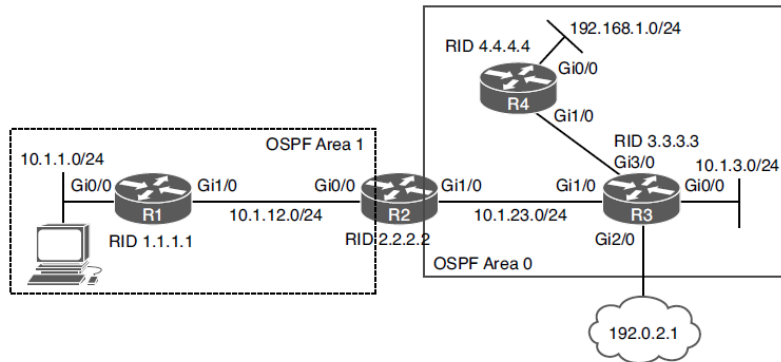 192.168.1.0/24
RID 4.4.4.4
Gi0/0
R4
Gi1/0
OSPF Area 1
RID 3.3.3.3
10.1.1.0/24
Gi3/0
10.1.3.0/24
Gi0/0
Gi1/0
Gi0/0
Gi1/0
Gi1/0
Gi0/0
R1
R2
R3
10.1.12.0/24
10.1.23.0/24
RID 1.1.1.1
RID 2.2.2.2
Gi2/0
OSPF Area 0
192.0.2.1